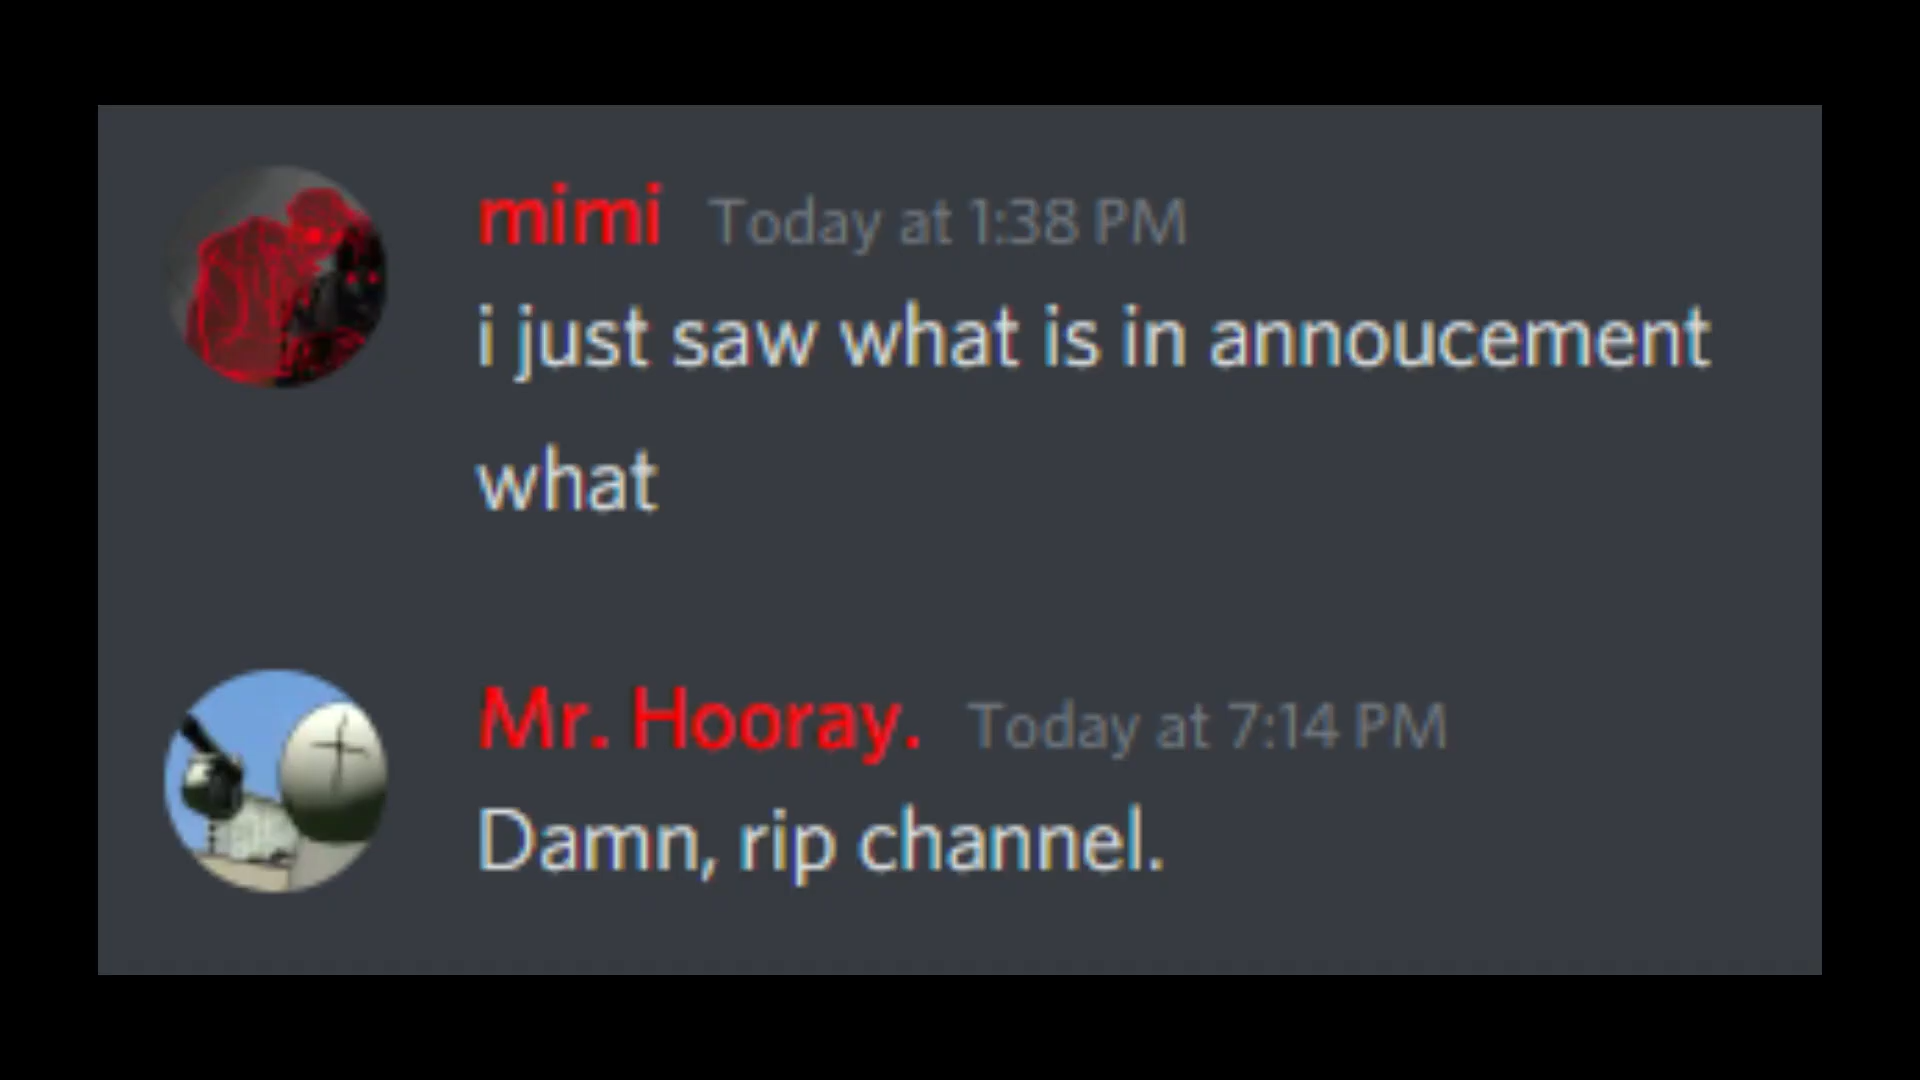 mimi Today at 1:38 PM
i just saw what is in annoucement
what
Mr. Hooray. Today at 7:14 PM
Damn, rip channel.